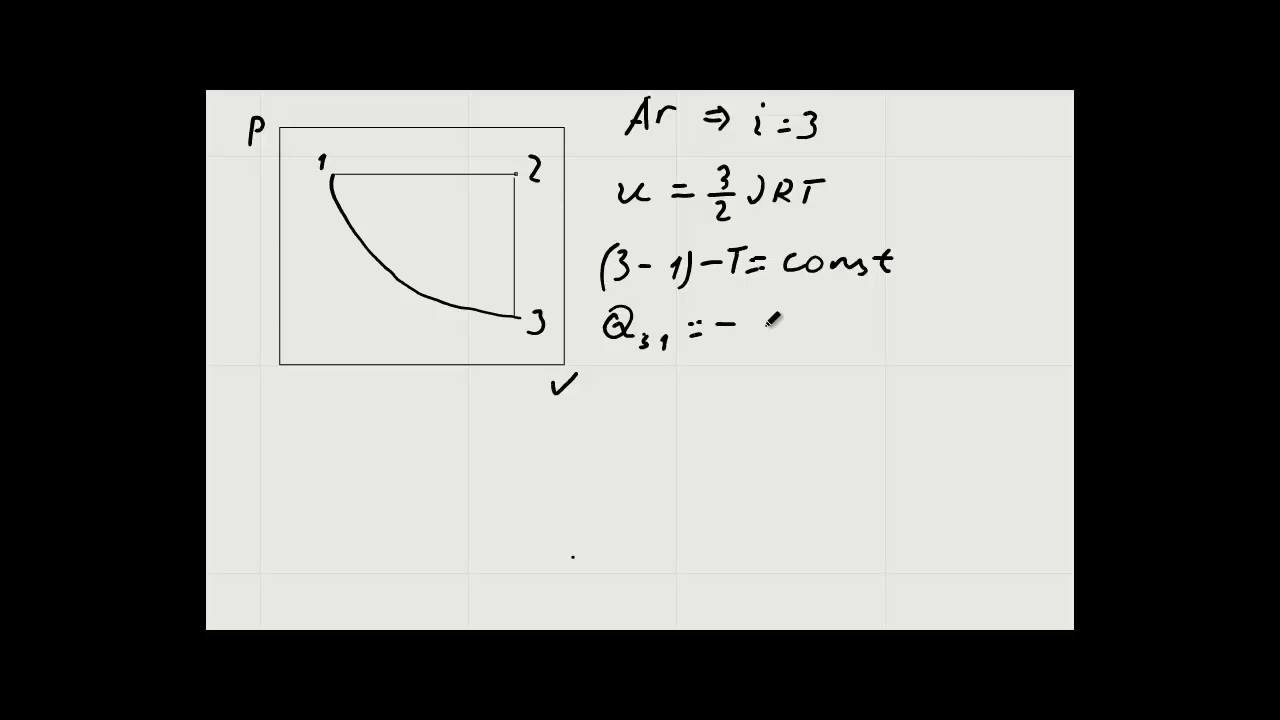 P
1
2
3
V
Ar ⇒ i = 3
U = 3/2 νRT
(3 - 1) - T = const
Q₃₁ = -